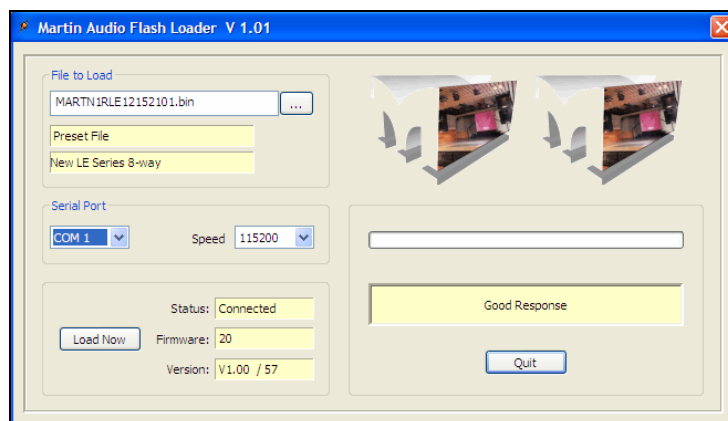 Martin Audio Flash Loader V 1.01
File to Load
MARTN1RLE12152101.bin
...
Preset File
New LE Series 8-way
Serial Port
COM 1
Speed
115200
Status: Connected
Load Now
Firmware: 20
Version: V1.00 / 57
Good Response
Quit